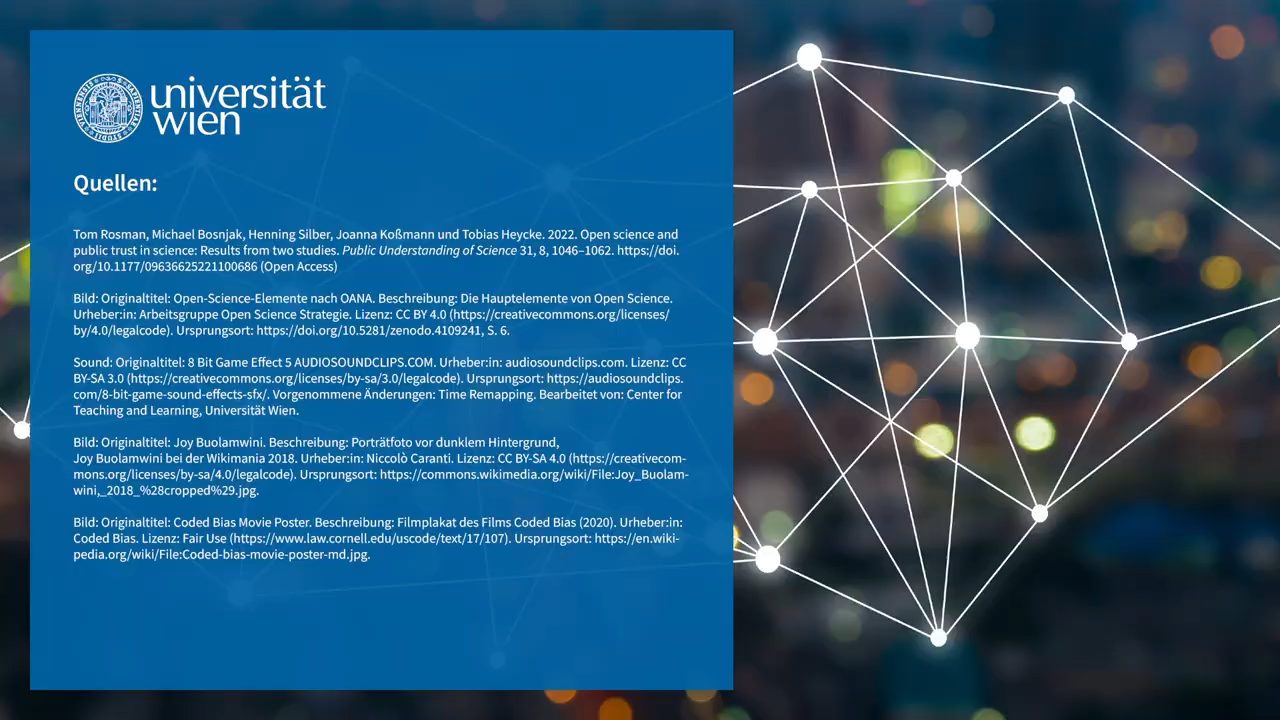 universität
wien
Quellen:
Tom Rosman, Michael Bosnjak, Henning Silber, Joanna Koßmann und Tobias Heycke. 2022. Open science and
public trust in science: Results from two studies. Public Understanding of Science 31, 8, 1046–1062. https://doi.
org/10.1177/09636625221100686 (Open Access)
Bild: Originaltitel: Open-Science-Elemente nach OANA. Beschreibung: Die Hauptelemente von Open Science.
Urheber:in: Arbeitsgruppe Open Science Strategie. Lizenz: CC BY 4.0 (https://creativecommons.org/licenses/
by/4.0/legalcode). Ursprungsort: https://doi.org/10.5281/zenodo.4109241, S. 6.
Sound: Originaltitel: 8 Bit Game Effect 5 AUDIOSOUNDCLIPS.COM. Urheber:in: audiosoundclips.com. Lizenz: CC
BY-SA 3.0 (https://creativecommons.org/licenses/by-sa/3.0/legalcode). Ursprungsort: https://audiosoundclips.
com/8-bit-game-sound-effects-sfx/. Vorgenommene Änderungen: Time Remapping. Bearbeitet von: Center for
Teaching and Learning, Universität Wien.
Bild: Originaltitel: Joy Buolamwini. Beschreibung: Porträtfoto vor dunklem Hintergrund,
Joy Buolamwini bei der Wikimania 2018. Urheber:in: Niccolò Caranti. Lizenz: CC BY-SA 4.0 (https://creativecom-
mons.org/licenses/by-sa/4.0/legalcode). Ursprungsort: https://commons.wikimedia.org/wiki/File:Joy_Buolam-
wini,_2018_%28cropped%29.jpg.
Bild: Originaltitel: Coded Bias Movie Poster. Beschreibung: Filmplakat des Films Coded Bias (2020). Urheber:in:
Coded Bias. Lizenz: Fair Use (https://www.law.cornell.edu/uscode/text/17/107). Ursprungsort: https://en.wiki-
pedia.org/wiki/File:Coded-bias-movie-poster-md.jpg.